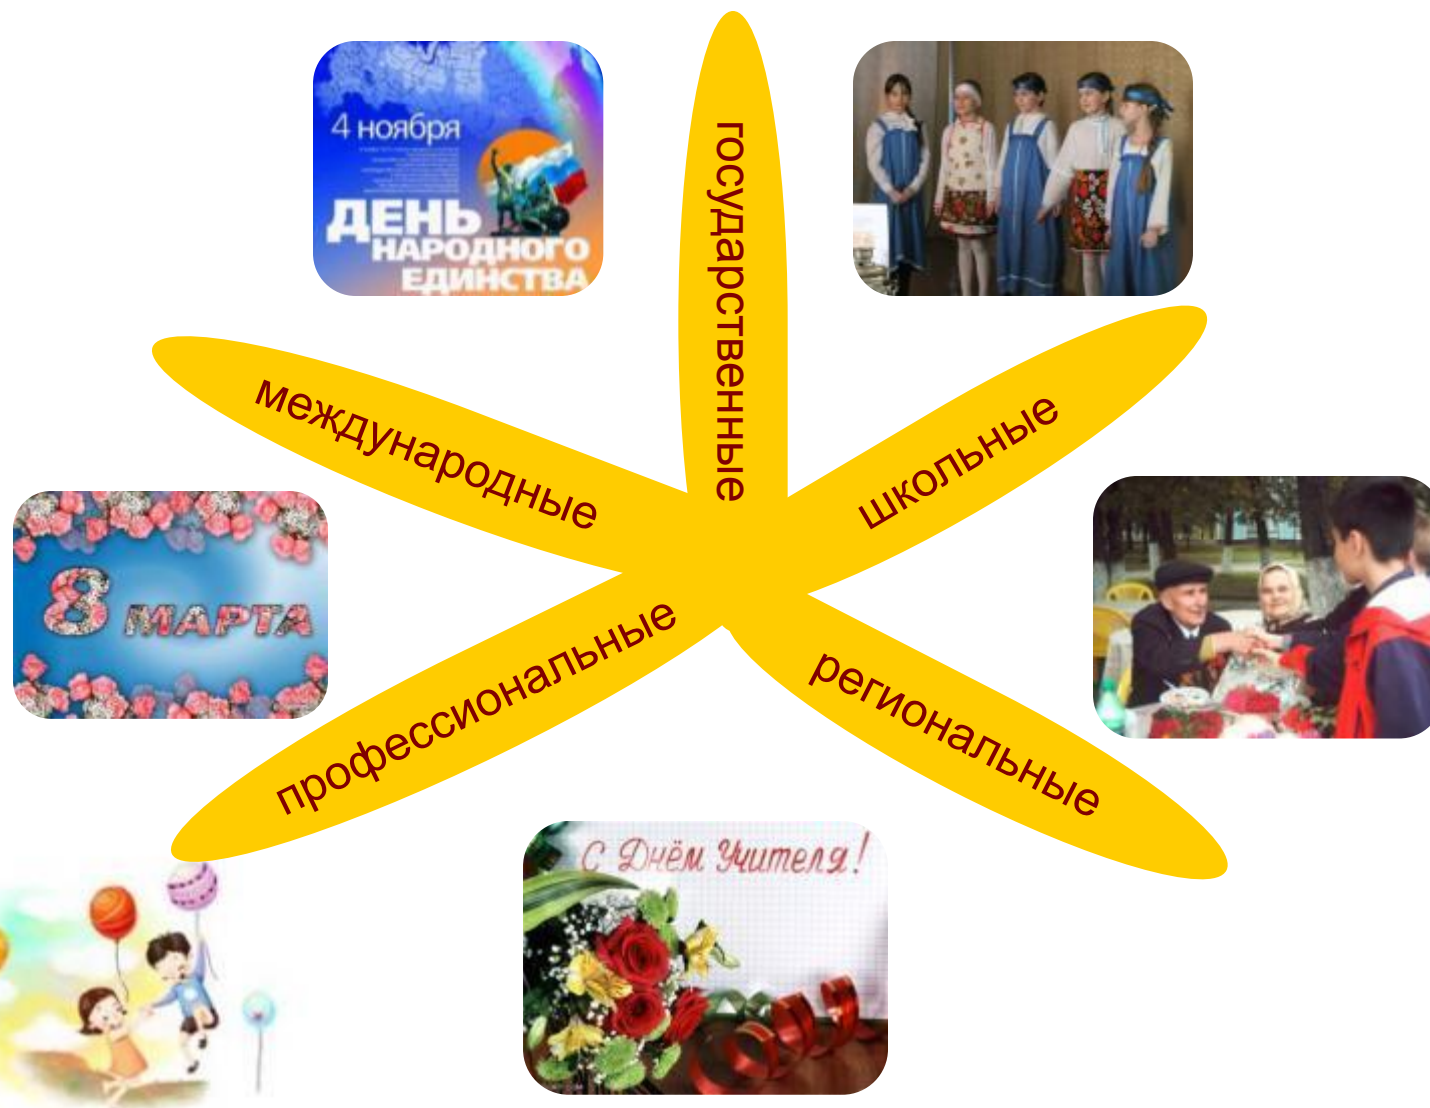 4 ноября
ДЕНЬ
НАРОДНОГО
ЕДИНСТВА
государственные
международные
школьные
8 МАРТА
профессиональные
региональные
С Днём Учителя!